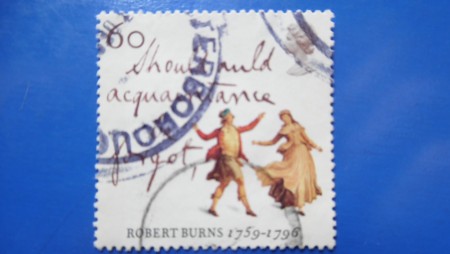 60
Should auld
acquaintance
forgot,
ROBERT BURNS 1759–1796